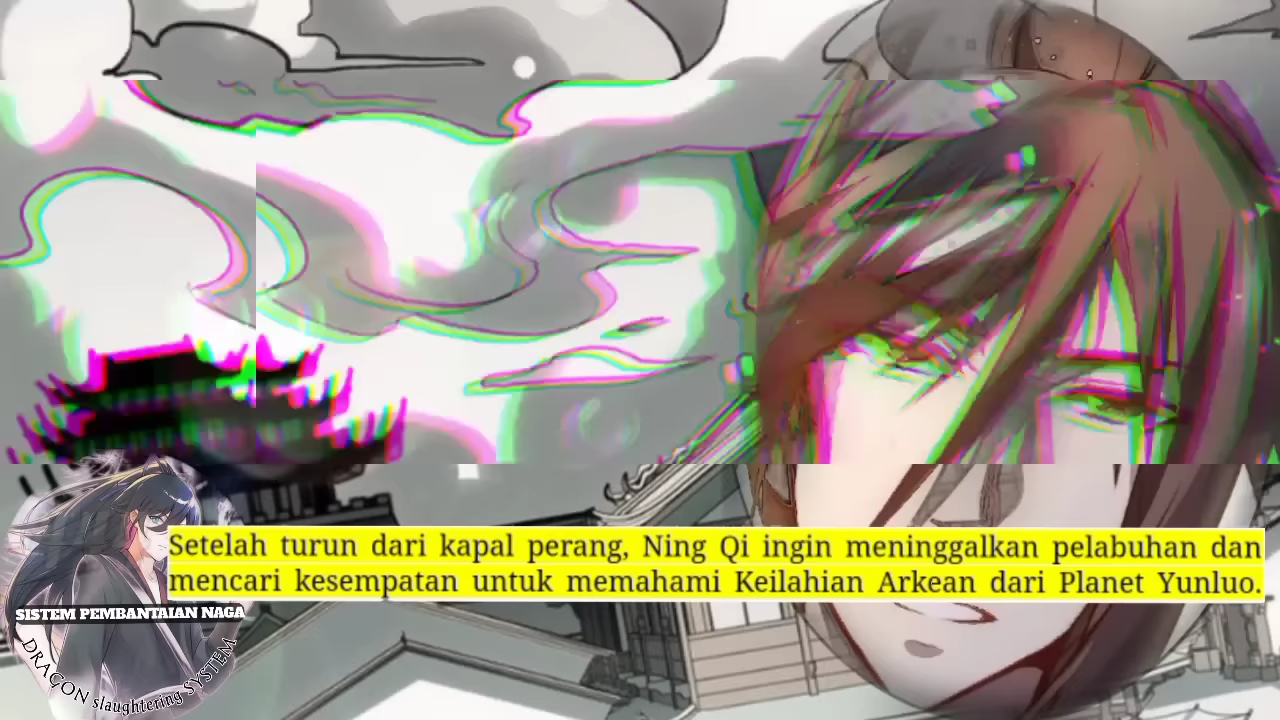 Setelah turun dari kapal perang, Ning Qi ingin meninggalkan pelabuhan dan
mencari kesempatan untuk memahami Keilahian Arkean dari Planet Yunluo.
SISTEM PEMBANTAIAN NAGA
DRAGON slaughtering SYSTEM